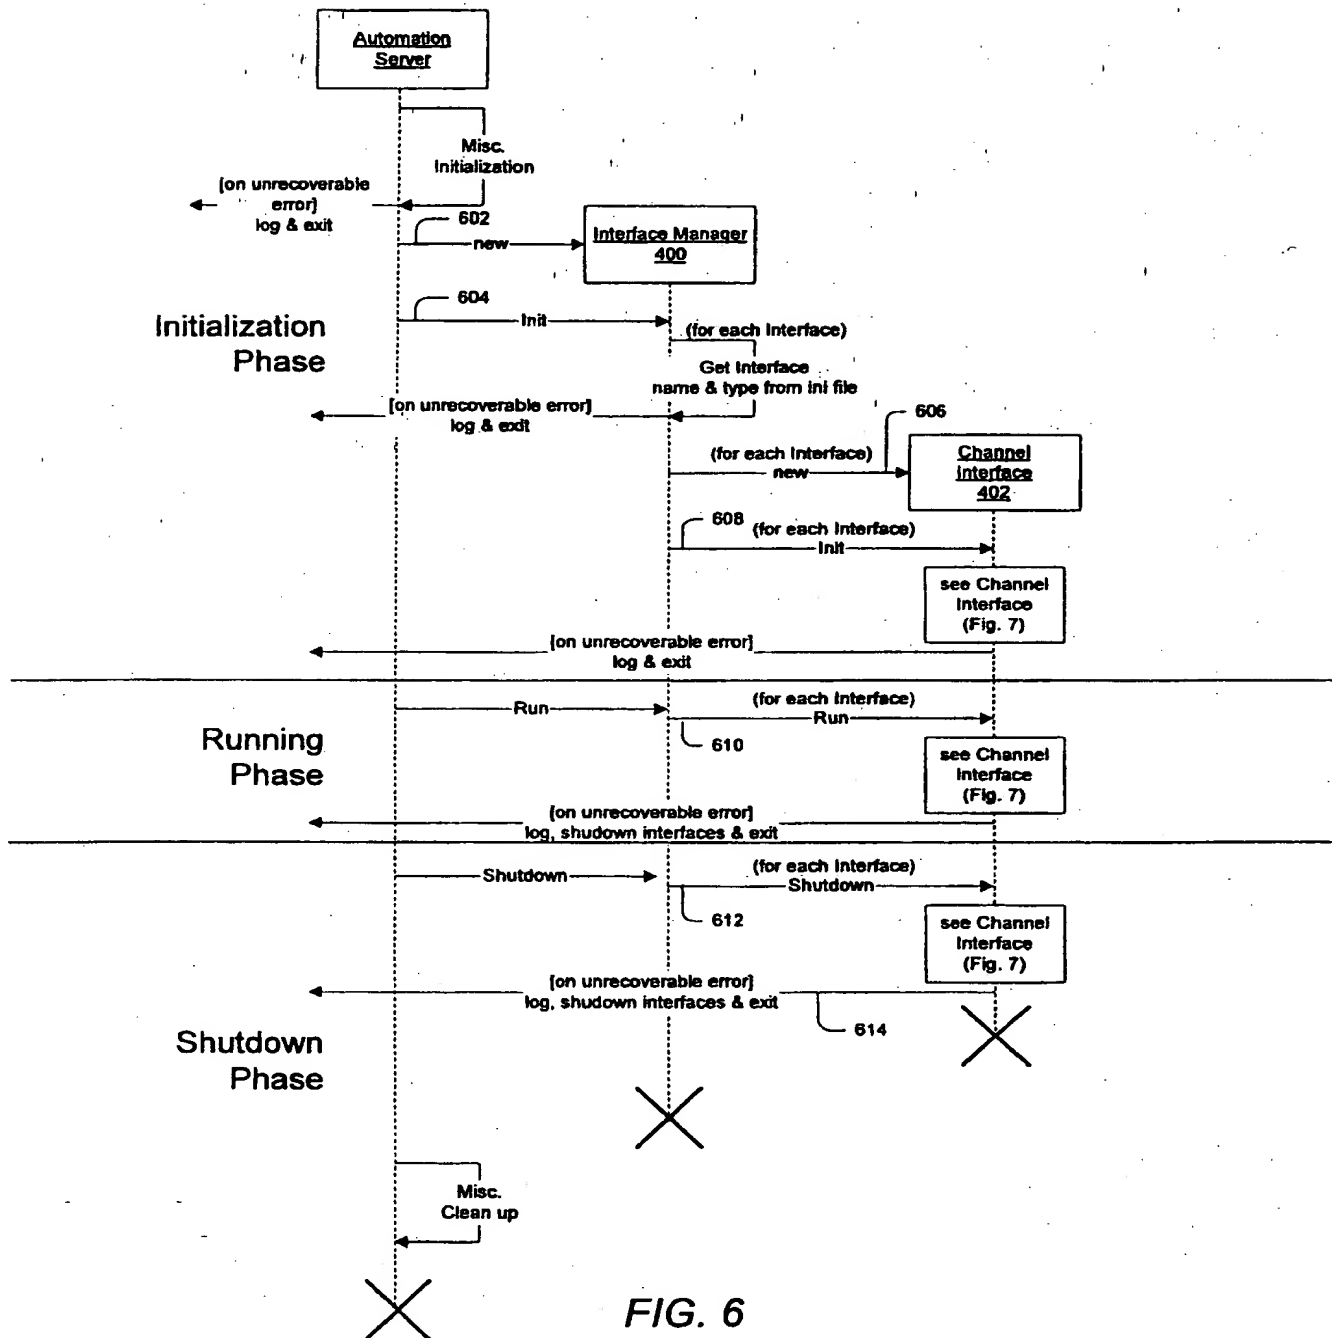 Automation
Server
Misc.
Initialization
[on unrecoverable
error]
log & exit
602
new
Interface Manager
400
604
Init
(for each Interface)
Initialization
Phase
Get Interface
name & type from ini file
[on unrecoverable error]
log & exit
606
(for each Interface)
new
Channel
Interface
402
608
(for each Interface)
Init
see Channel
Interface
(Fig. 7)
[on unrecoverable error]
log & exit
Run
(for each Interface)
Run
610
Running
Phase
see Channel
Interface
(Fig. 7)
[on unrecoverable error]
log, shudown interfaces & exit
Shutdown
(for each Interface)
Shutdown
612
see Channel
Interface
(Fig. 7)
[on unrecoverable error]
log, shudown interfaces & exit
614
Shutdown
Phase
Misc.
Clean up
FIG. 6